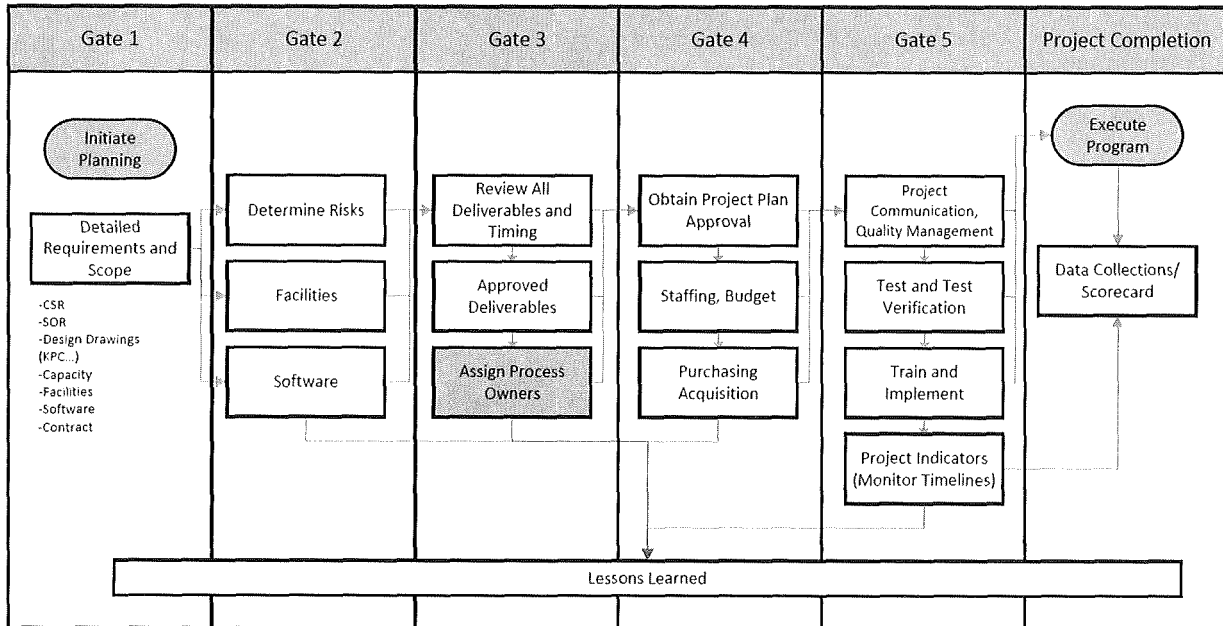 Gate 1
Gate 2
Gate 3
Gate 4
Gate 5
Project Completion
Initiate
Planning
Detailed
Requirements and
Scope
-CSR
-SOR
-Design Drawings
(KPC...)
-Capacity
-Facilities
-Software
-Contract
Determine Risks
Facilities
Software
Review All
Deliverables and
Timing
Approved
Deliverables
Assign Process
Owners
Obtain Project Plan
Approval
Staffing, Budget
Purchasing
Acquisition
Project
Communication,
Quality Management
Test and Test
Verification
Train and
Implement
Project Indicators
(Monitor Timelines)
Execute
Program
Data Collections/
Scorecard
Lessons Learned